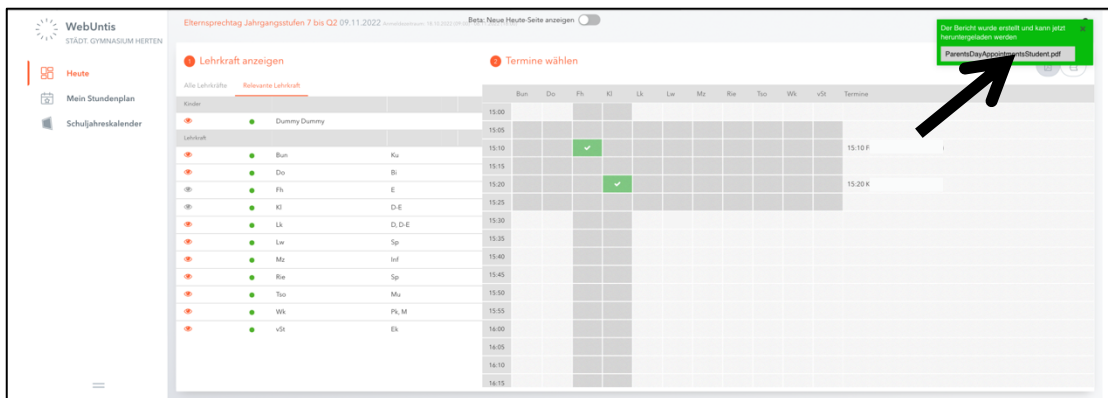 WebUntis
STÄDT. GYMNASIUM HERTEN
Heute
Mein Stundenplan
Schuljahreskalender
Elternsprechtag Jahrgangsstufen 7 bis Q2 09.11.2022
Beta: Neue Heute-Seite anzeigen
Der Bericht wurde erstellt und kann jetzt
heruntergeladen werden
ParentsDayAppointmentsStudent.pdf
1 Lehrkraft anzeigen
Alle Lehrkräfte Relevante Lehrkraft
Kinder
Dummy Dummy
Lehrkraft
Bun Ku
Do Bi
Fh E
Kl D-E
Lk D, D-E
Lw Sp
Mz Inf
Rie Sp
Tso Mu
Wk Pk, M
vSt Ek
2 Termine wählen
Bun Do Fh Kl Lk Lw Mz Rie Tso Wk vSt Termine
15:00
15:05
15:10 15:10 F
15:15
15:20 15:20 K
15:25
15:30
15:35
15:40
15:45
15:50
15:55
16:00
16:05
16:10
16:15